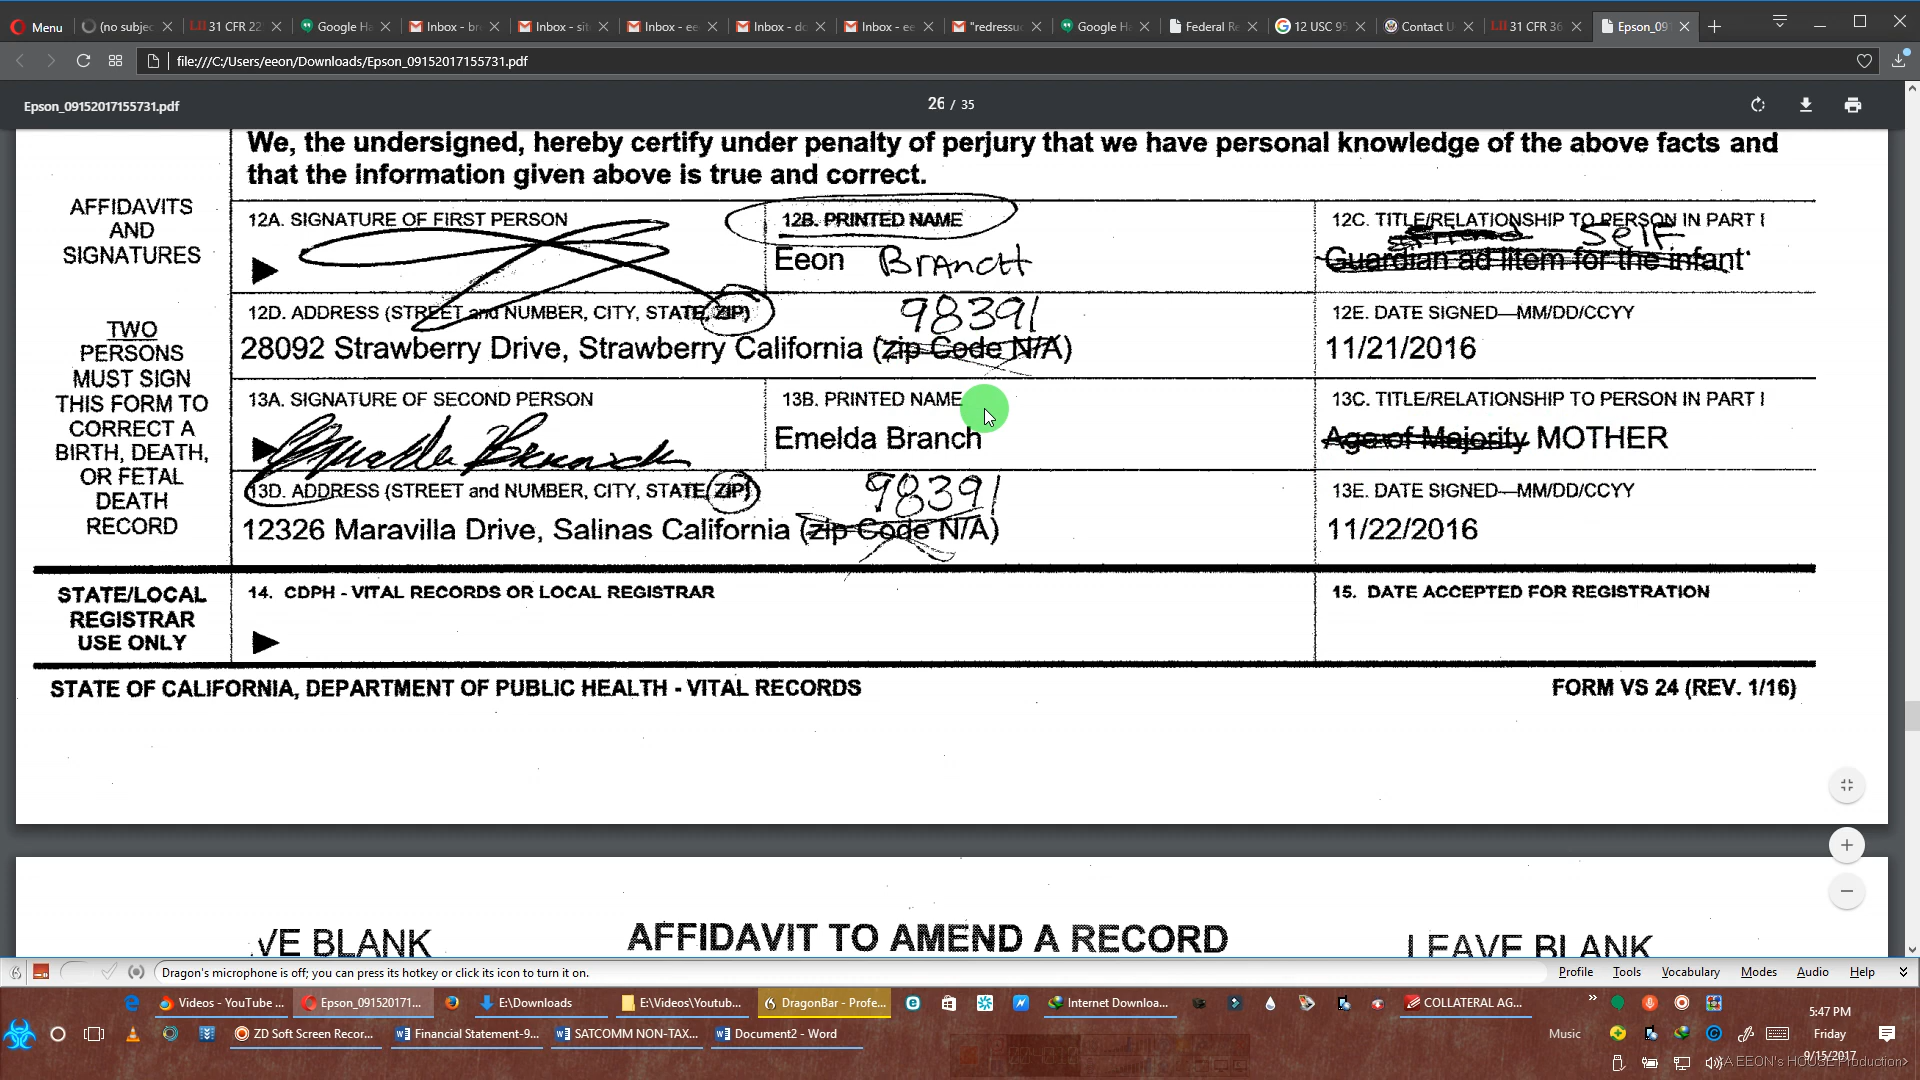 Menu
(no subjec
31 CFR 22
Google Ha
Inbox - br
Inbox - sit
Inbox - ee
Inbox - do
Inbox - ee
"redressuc
Google Ha
Federal Re
12 USC 95
Contact U
31 CFR 36
Epson_091
file:///C:/Users/eeon/Downloads/Epson_09152017155731.pdf
Epson_09152017155731.pdf
26 / 35
We, the undersigned, hereby certify under penalty of perjury that we have personal knowledge of the above facts and
that the information given above is true and correct.
AFFIDAVITS
AND
SIGNATURES
TWO
PERSONS
MUST SIGN
THIS FORM TO
CORRECT A
BIRTH, DEATH,
OR FETAL
DEATH
RECORD
12A. SIGNATURE OF FIRST PERSON
12B. PRINTED NAME
Eeon Branch
12C. TITLE/RELATIONSHIP TO PERSON IN PART I
Self
Guardian ad litem for the infant
12D. ADDRESS (STREET and NUMBER, CITY, STATE, ZIP)
98391
28092 Strawberry Drive, Strawberry California (zip Code N/A)
12E. DATE SIGNED—MM/DD/CCYY
11/21/2016
13A. SIGNATURE OF SECOND PERSON
Emelda Branch
13B. PRINTED NAME
Emelda Branch
13C. TITLE/RELATIONSHIP TO PERSON IN PART I
Age of Majority MOTHER
13D. ADDRESS (STREET and NUMBER, CITY, STATE, ZIP)
98391
12326 Maravilla Drive, Salinas California (zip Code N/A)
13E. DATE SIGNED—MM/DD/CCYY
11/22/2016
STATE/LOCAL
REGISTRAR
USE ONLY
14. CDPH - VITAL RECORDS OR LOCAL REGISTRAR
15. DATE ACCEPTED FOR REGISTRATION
STATE OF CALIFORNIA, DEPARTMENT OF PUBLIC HEALTH - VITAL RECORDS
FORM VS 24 (REV. 1/16)
VE BLANK
AFFIDAVIT TO AMEND A RECORD
LEAVE BLANK
Dragon's microphone is off; you can press its hotkey or click its icon to turn it on.
Profile
Tools
Vocabulary
Modes
Audio
Help
Videos - YouTube ...
Epson_091520171...
E:\Downloads
E:\Videos\Youtub...
DragonBar - Profe...
Internet Downloa...
COLLATERAL AG...
ZD Soft Screen Recor...
Financial Statement-9...
SATCOMM NON-TAX...
Document2 - Word
Music
5:47 PM
Friday
9/15/2017
A EEON's HOUSE Production>